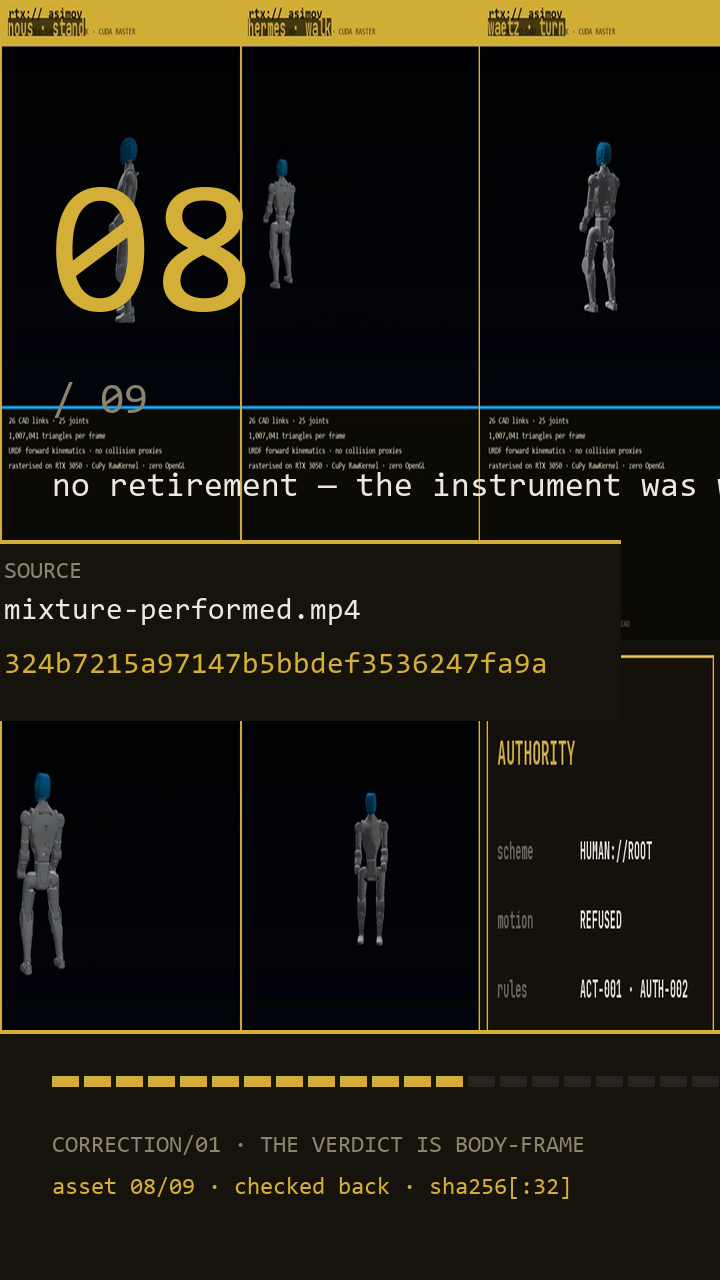 rtx:// asimov rtx:// asimov rtx:// asimov
nous · stand · CUDA RASTER hermes · walk · CUDA RASTER waetz · turn · CUDA RASTER
08
/ 09
26 CAD links · 25 joints 26 CAD links · 25 joints 26 CAD links · 25 joints
1,007,041 triangles per frame 1,007,041 triangles per frame 1,007,041 triangles per frame
URDF forward kinematics · no collision proxies URDF forward kinematics · no collision proxies URDF forward kinematics · no collision proxies
rasterised on RTX 3050 · CuPy RawKernel · zero OpenGL rasterised on RTX 3050 · CuPy RawKernel · zero OpenGL rasterised on RTX 3050 · CuPy RawKernel · zero OpenGL
no retirement — the instrument was
SOURCE
mixture-performed.mp4
324b7215a97147b5bbdef3536247fa9a
AUTHORITY
scheme HUMAN://ROOT
motion REFUSED
rules ACT-001 · AUTH-002
CORRECTION/01 · THE VERDICT IS BODY-FRAME
asset 08/09 · checked back · sha256[:32]